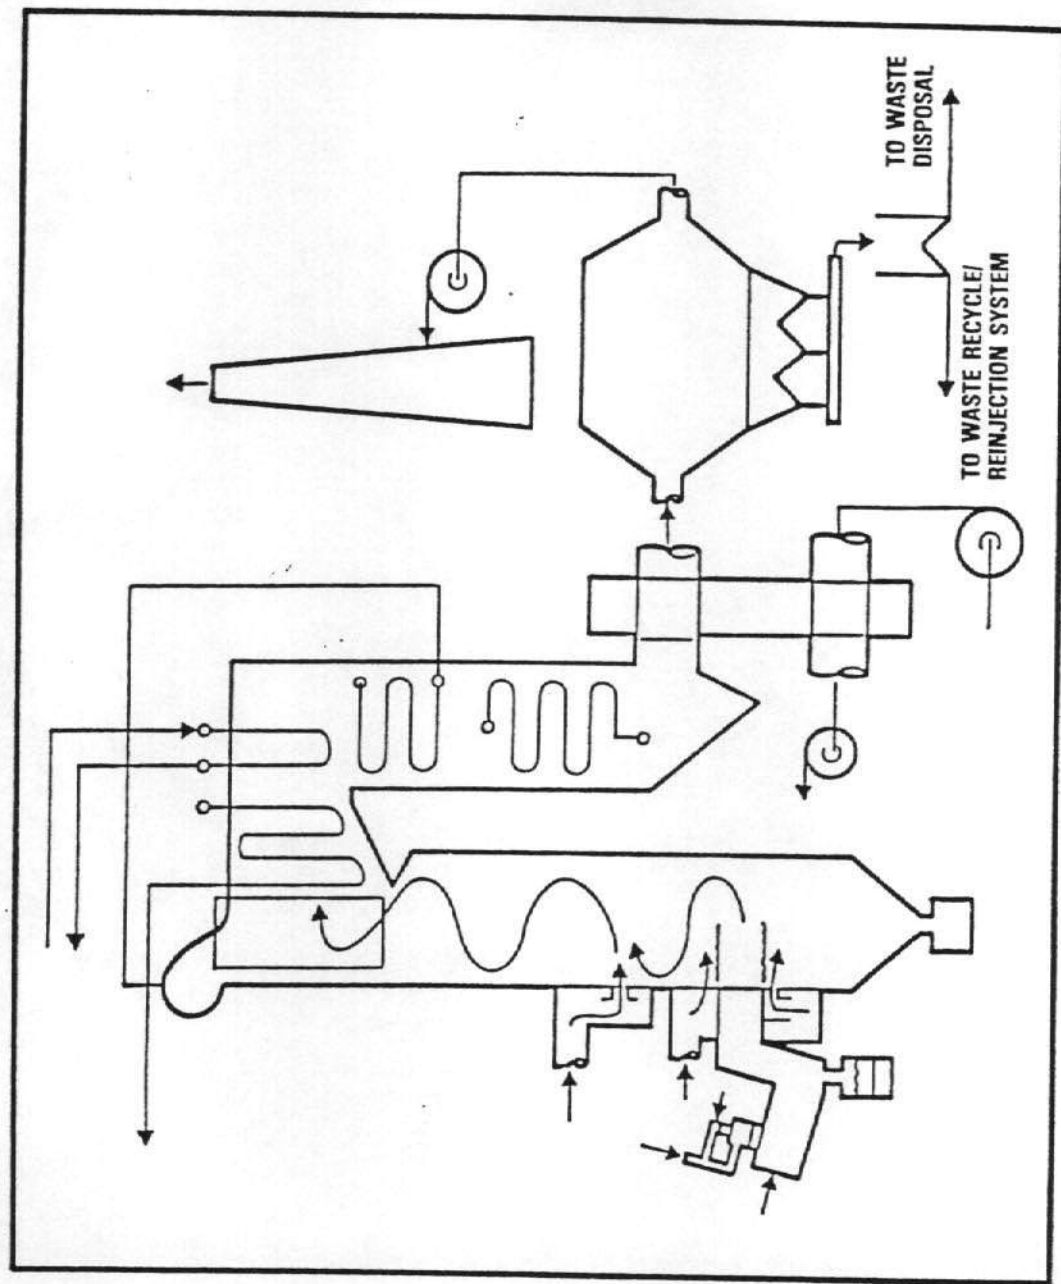 TO WASTE
DISPOSAL
TO WASTE RECYCLE/
REINJECTION SYSTEM